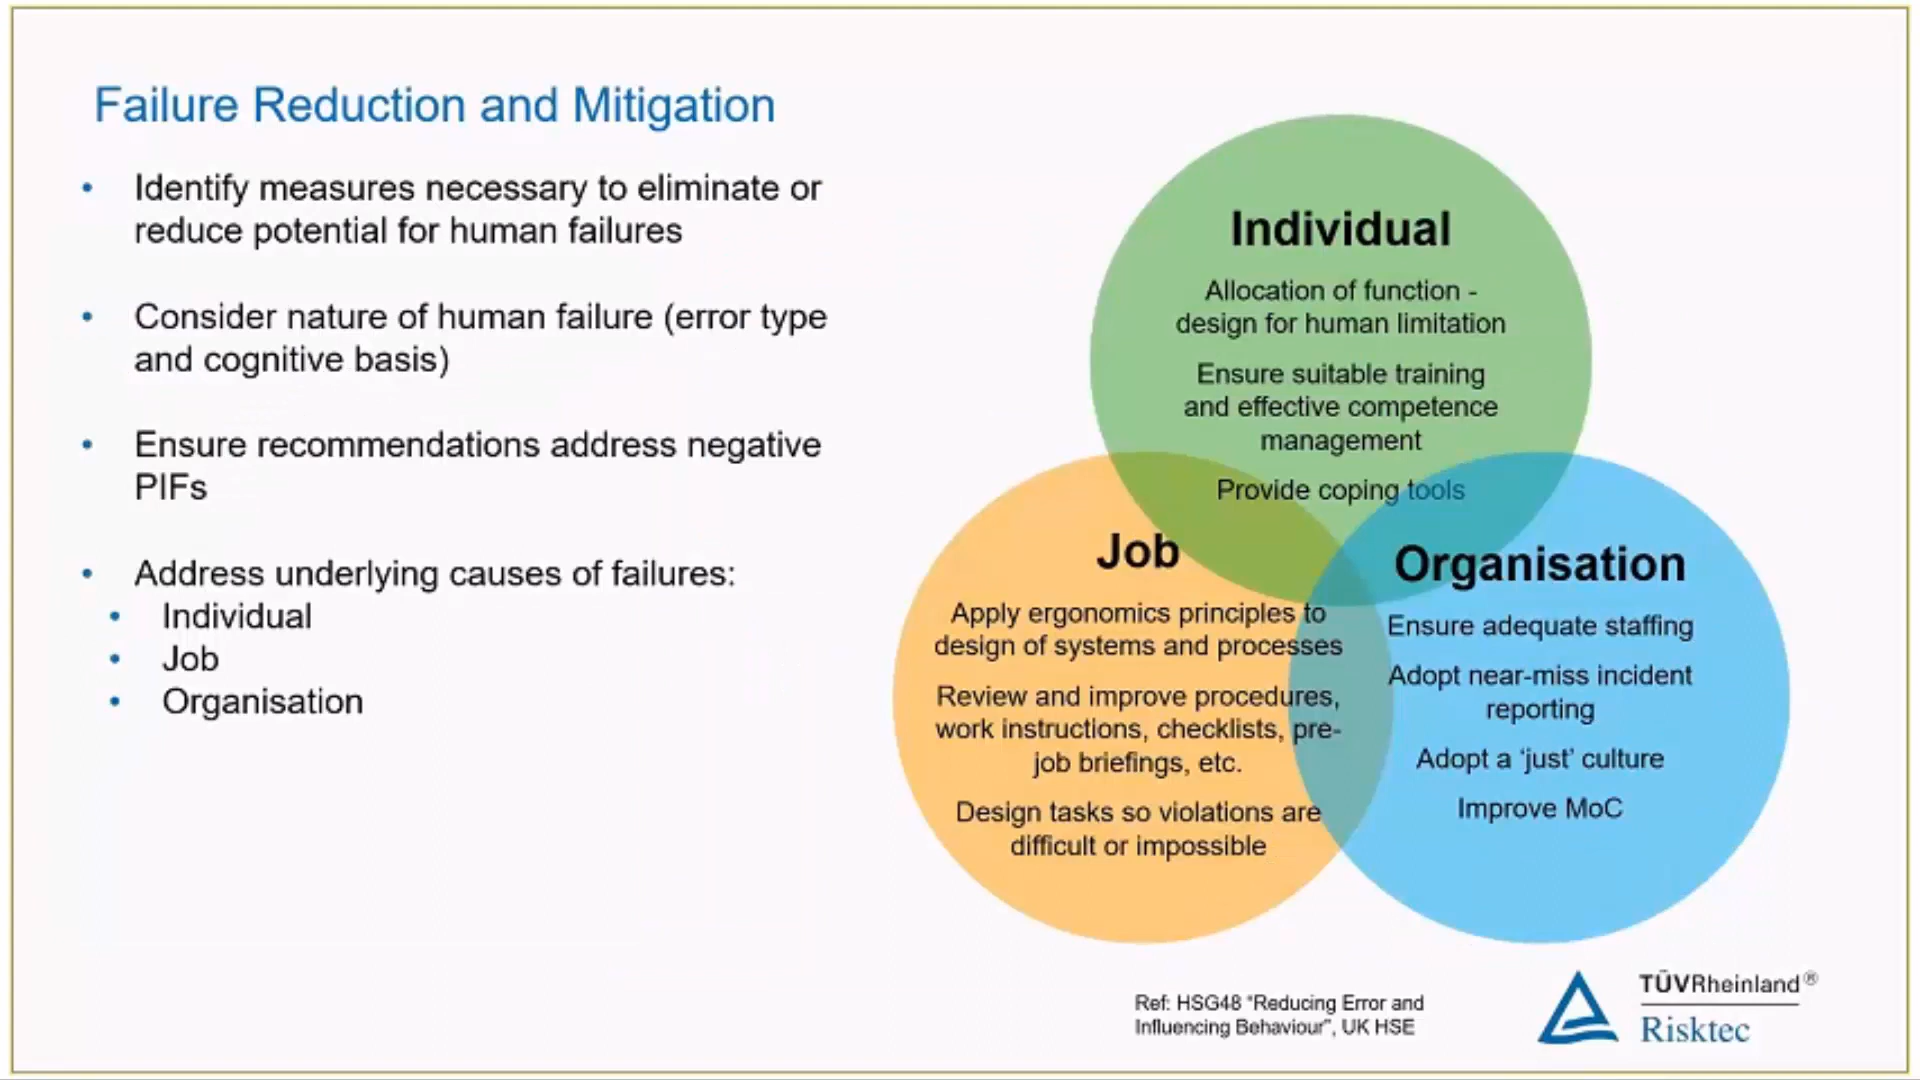 Failure Reduction and Mitigation
• Identify measures necessary to eliminate or
reduce potential for human failures
• Consider nature of human failure (error type
and cognitive basis)
• Ensure recommendations address negative
PIFs
• Address underlying causes of failures:
• Individual
• Job
• Organisation
Individual
Allocation of function -
design for human limitation
Ensure suitable training
and effective competence
management
Provide coping tools
Job
Apply ergonomics principles to
design of systems and processes
Review and improve procedures,
work instructions, checklists, pre-
job briefings, etc.
Design tasks so violations are
difficult or impossible
Organisation
Ensure adequate staffing
Adopt near-miss incident
reporting
Adopt a ‘just’ culture
Improve MoC
Ref: HSG48 “Reducing Error and
Influencing Behaviour”, UK HSE
TÜVRheinland®
Risktec